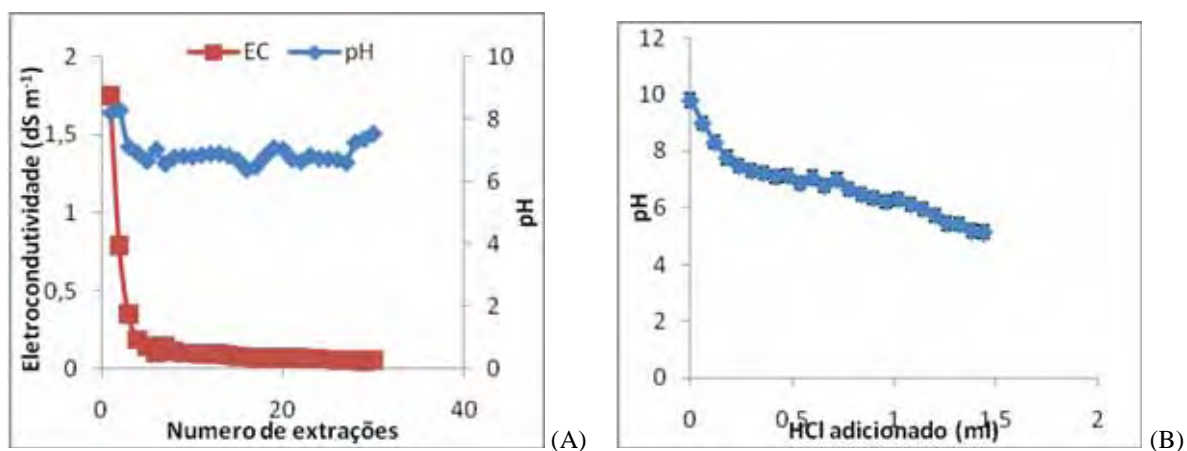 EC pH
Eletrocondutividade (dS m⁻¹)
2
1.5
1
0,5
0
10
8
6
4
2
0
pH
0 20 40
Numero de extrações
(A)
pH
12
10
8
6
4
2
0
0 0,5 1 1,5 2
HCl adicionado (ml)
(B)